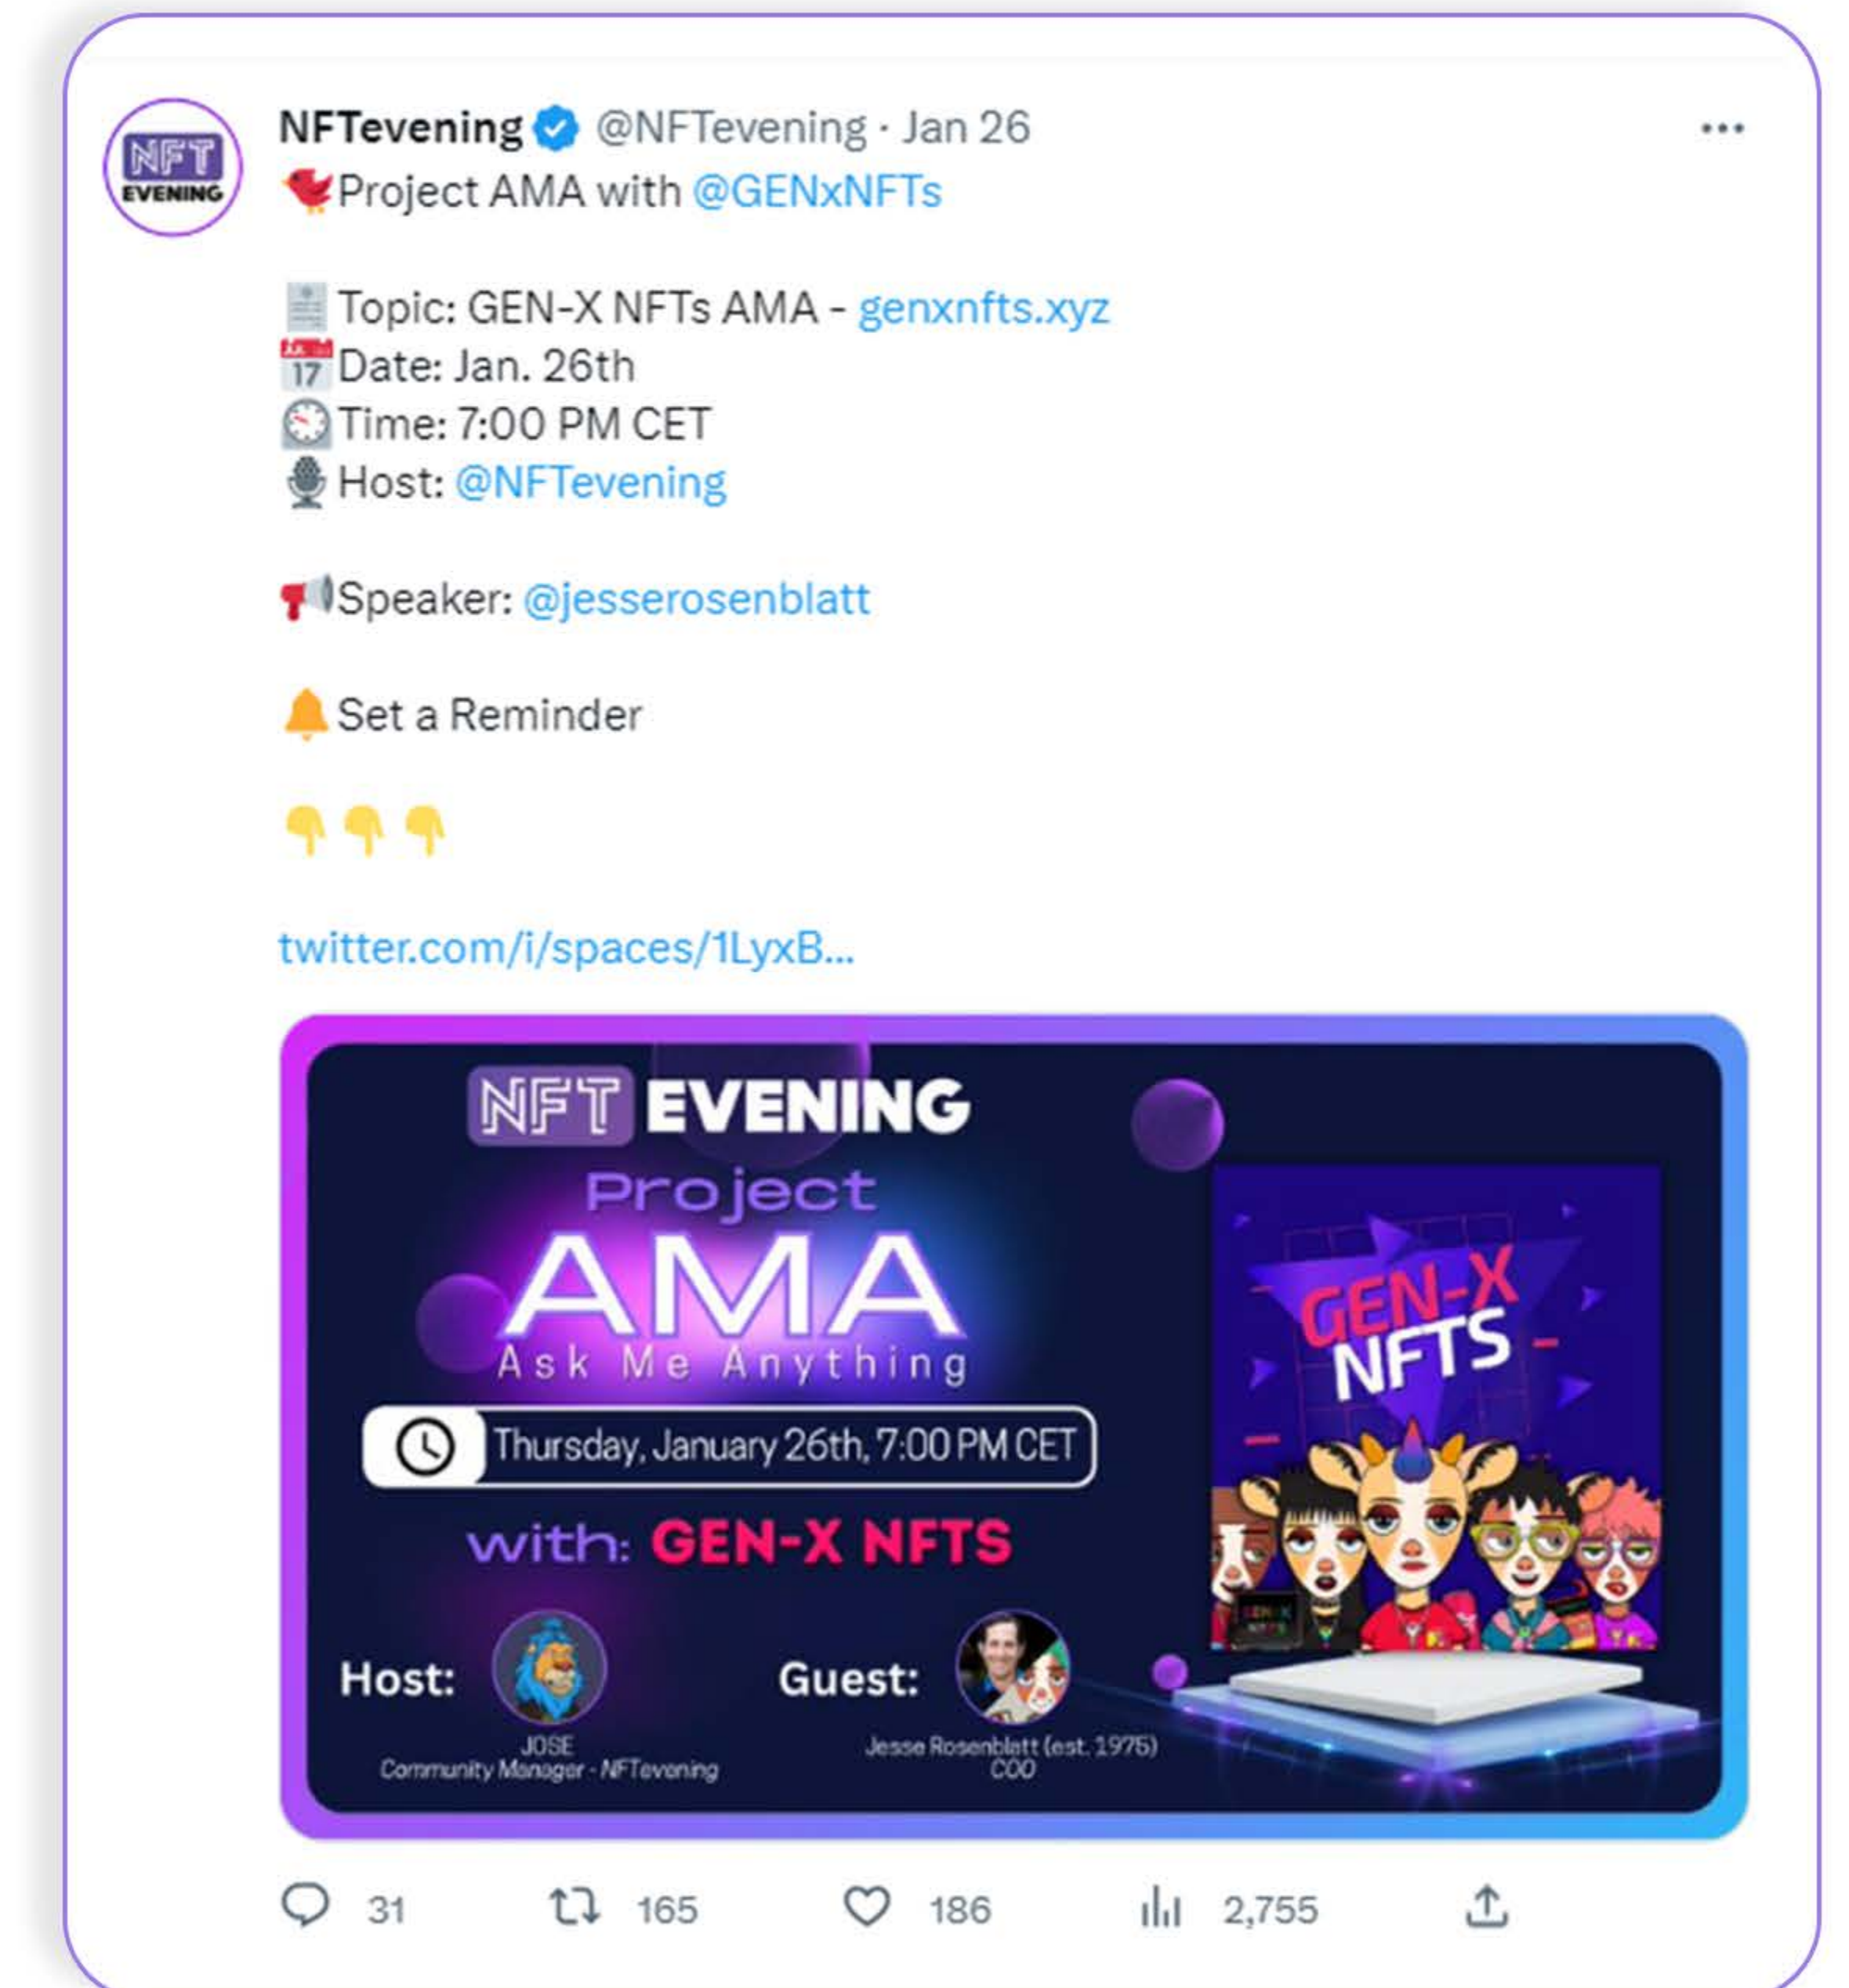 NFT
EVENING
NFTevening @NFTevening · Jan 26
Project AMA with @GENxNFTs
Topic: GEN-X NFTs AMA - genxnfts.xyz
17
Date: Jan. 26th
Time: 7:00 PM CET
Host: @NFTevening
Speaker: @jesserosenblatt
Set a Reminder
twitter.com/i/spaces/1LyxB...
NFT EVENING
Project
AMA
Ask Me Anything
Thursday, January 26th, 7:00 PM CET
with: GEN-X NFTS
Host:
JOSE
Community Manager - NFTevening
Guest:
Jesse Rosenblatt (est. 1975)
COO
GEN-X
NFTS
31 165 186 2,755